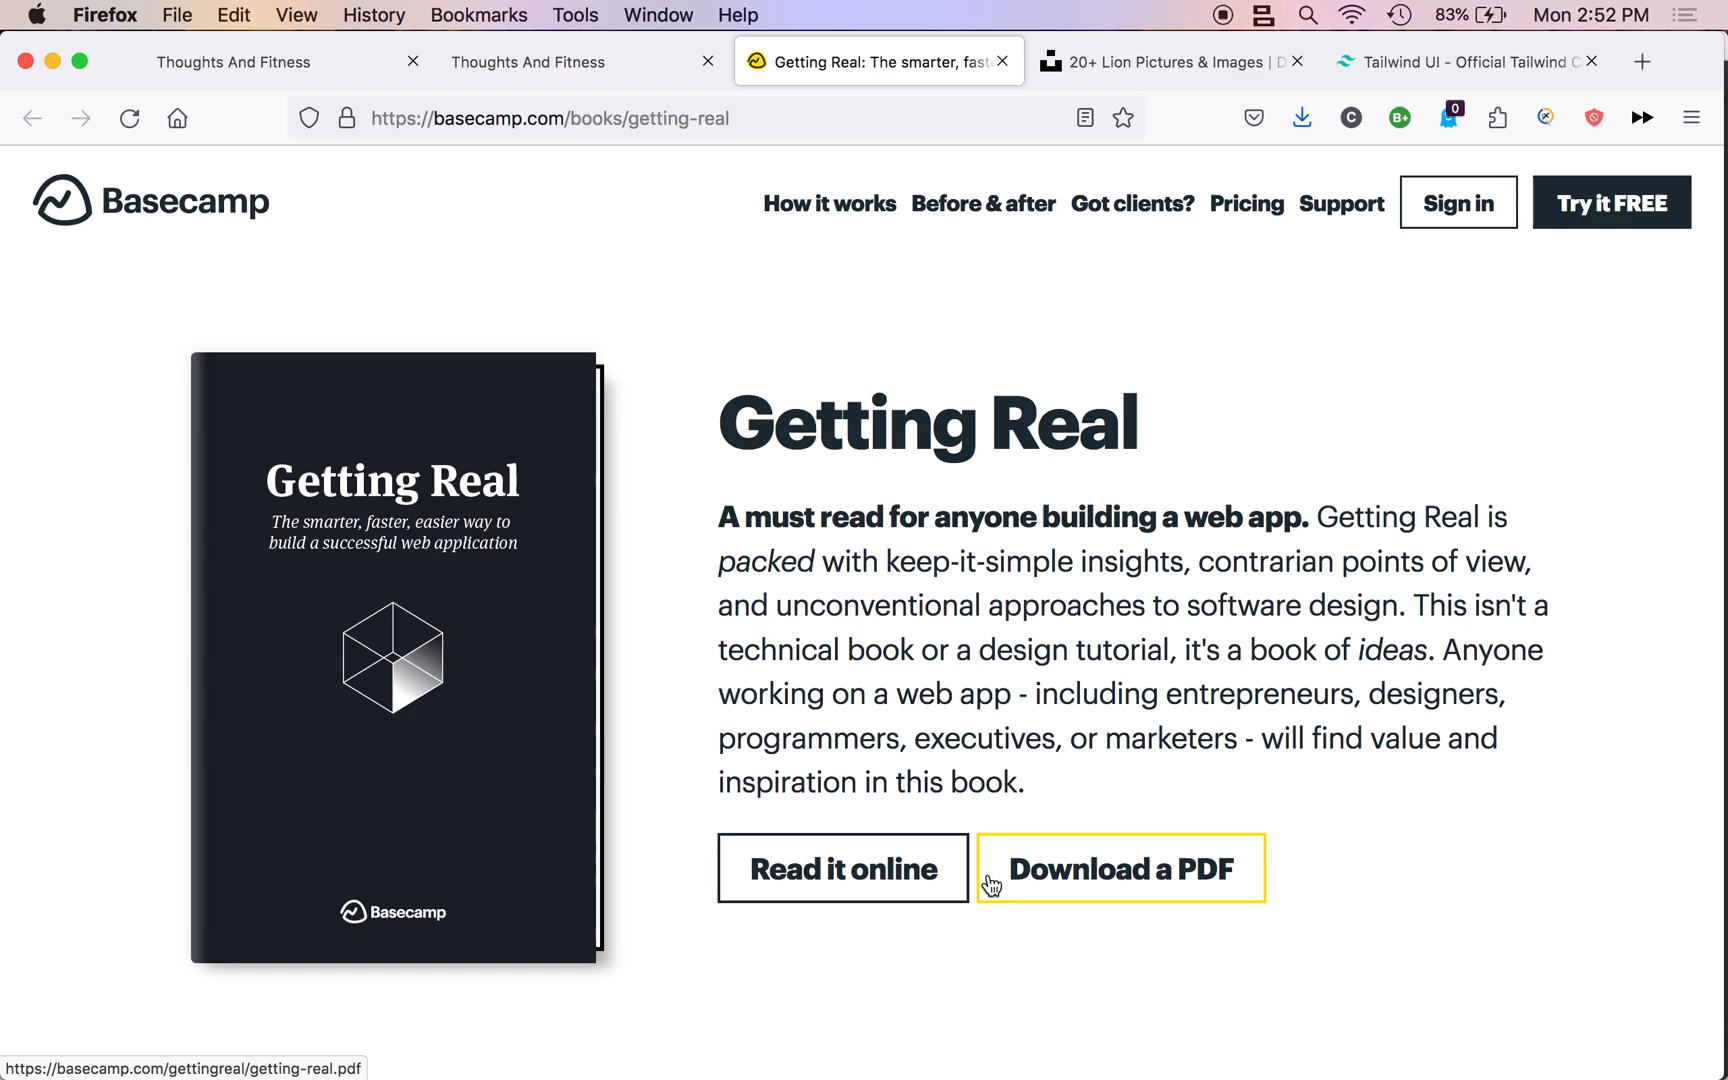 Firefox File Edit View History Bookmarks Tools Window Help 83% Mon 2:52 PM
Thoughts And Fitness Thoughts And Fitness Getting Real: The smarter, fast 20+ Lion Pictures & Images | D Tailwind UI - Official Tailwind C
https://basecamp.com/books/getting-real C B+ 0
Basecamp
How it works Before & after Got clients? Pricing Support Sign in Try it FREE
Getting Real
The smarter, faster, easier way to
build a successful web application
Basecamp
Getting Real
A must read for anyone building a web app. Getting Real is
packed with keep-it-simple insights, contrarian points of view,
and unconventional approaches to software design. This isn't a
technical book or a design tutorial, it's a book of ideas. Anyone
working on a web app - including entrepreneurs, designers,
programmers, executives, or marketers - will find value and
inspiration in this book.
Read it online Download a PDF
https://basecamp.com/gettingreal/getting-real.pdf